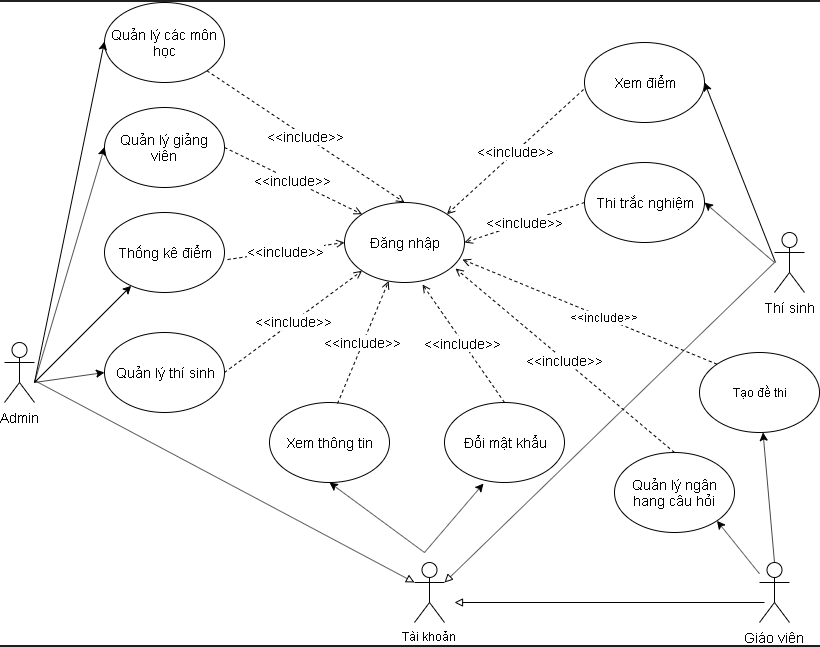 Quản lý các môn
học
Xem điểm
<<include>>
Quản lý giảng
viên
<<include>>
<<include>>
Thi trắc nghiệm
<<include>>
Đăng nhập
Thống kê điểm
<<include>>
Thí sinh
<<include>>
<<include>>
<<include>>
<<include>>
<<include>>
Quản lý thí sinh
Admin
Tạo đề thi
Xem thông tin
Đổi mật khẩu
Quản lý ngân
hang câu hỏi
Tài khoản
Giáo viên